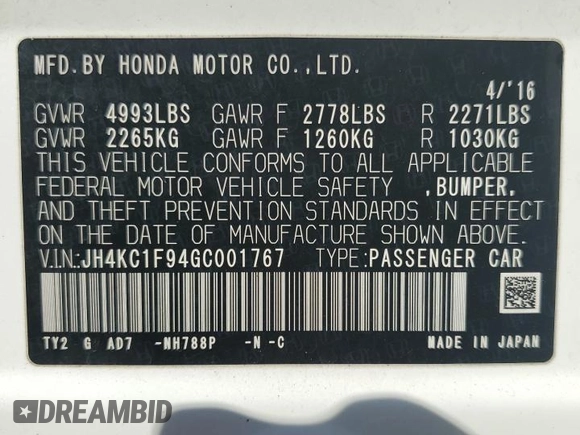 MFD.BY HONDA MOTOR CO.,LTD.
4/'16
GVWR 4993LBS GAWR F 2778LBS R 2271LBS
GVWR 2265KG GAWR F 1260KG R 1030KG
THIS VEHICLE CONFORMS TO ALL APPLICABLE
FEDERAL MOTOR VEHICLE SAFETY ,BUMPER,
AND THEFT PREVENTION STANDARDS IN EFFECT
ON THE DATE OF MANUFACTURE SHOWN ABOVE.
V.I.N.:JH4KC1F94GC001767 TYPE:PASSENGER CAR
TY2 G AD7 -NH788P -N -C
MADE IN JAPAN
DREAMBID